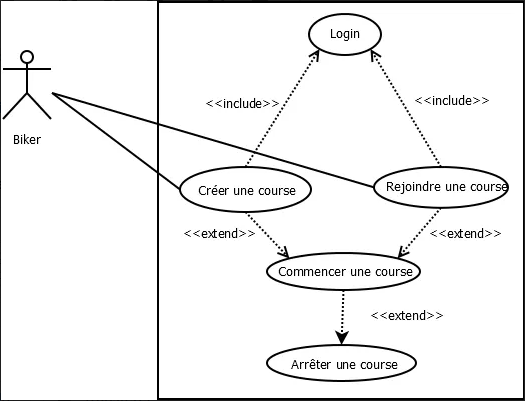 Login
<<include>>
<<include>>
Biker
Créer une course
Rejoindre une course
<<extend>>
<<extend>>
Commencer une course
<<extend>>
Arrêter une course